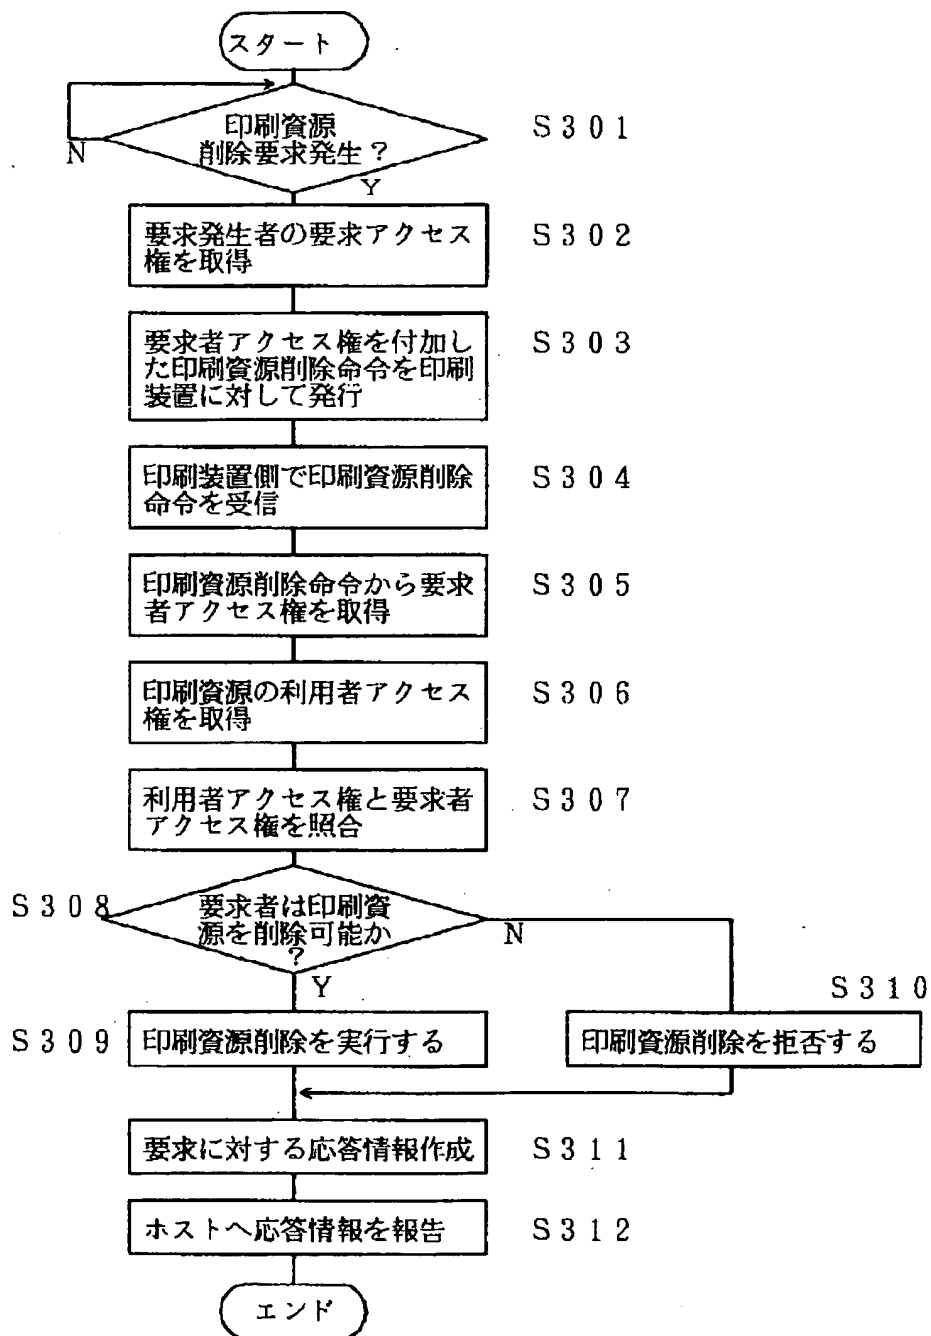 スタート
印刷資源
削除要求発生？
S301
N
Y
要求発生者の要求アクセス
権を取得
S302
要求者アクセス権を付加し
た印刷資源削除命令を印刷
装置に対して発行
S303
印刷装置側で印刷資源削除
命令を受信
S304
印刷資源削除命令から要求
者アクセス権を取得
S305
印刷資源の利用者アクセス
権を取得
S306
利用者アクセス権と要求者
アクセス権を照合
S307
S308
要求者は印刷資
源を削除可能か
？
N
Y
S309
印刷資源削除を実行する
S310
印刷資源削除を拒否する
要求に対する応答情報作成
S311
ホストへ応答情報を報告
S312
エンド